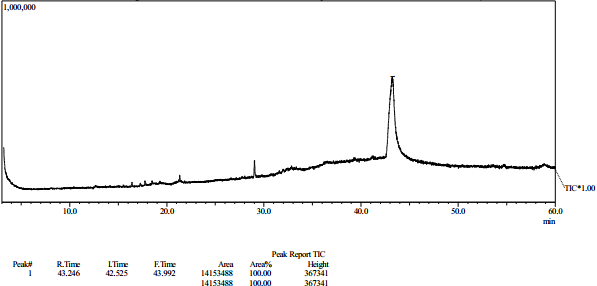 1,000,000
TIC*1.00
10.0 20.0 30.0 40.0 50.0 60.0
min
Peak Report TIC
Peak# R.Time I.Time F.Time Area Area% Height
1 43.246 42.525 43.992 14153488 100.00 367341
14153488 100.00 367341